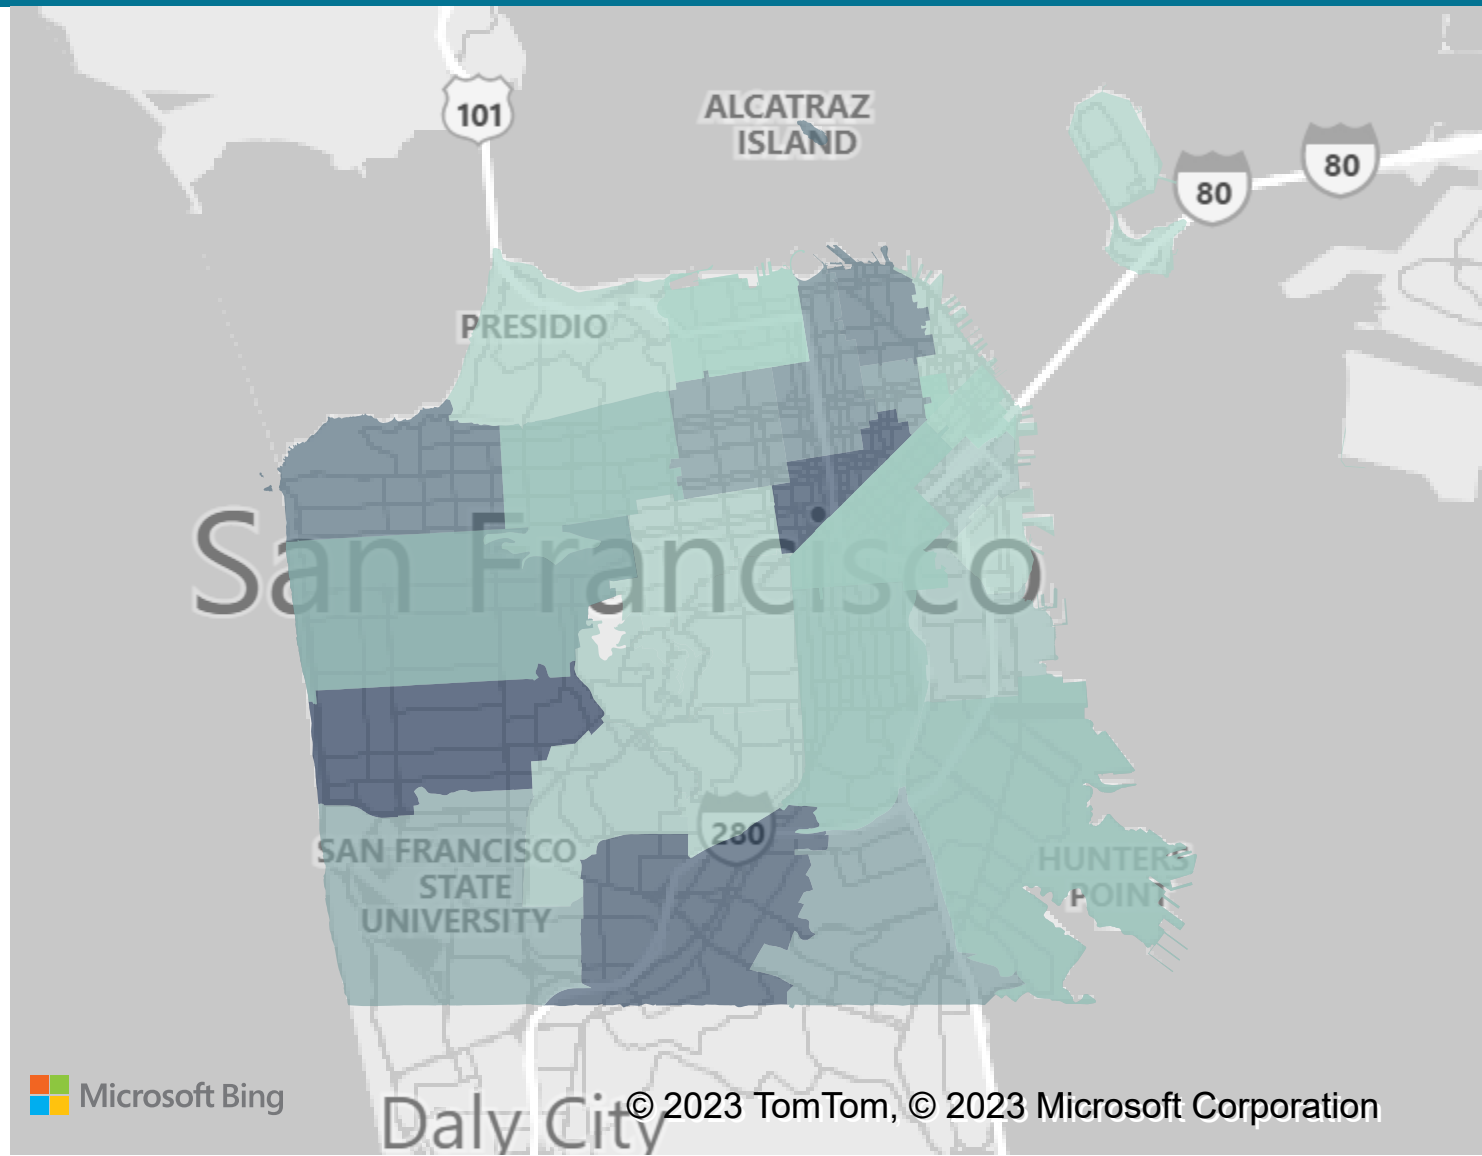 101
ALCATRAZ
ISLAND
80
80
PRESIDIO
San Francisco
280
SAN FRANCISCO
STATE
UNIVERSITY
HUNTERS
POINT
Microsoft Bing
Daly City
© 2023 TomTom, © 2023 Microsoft Corporation